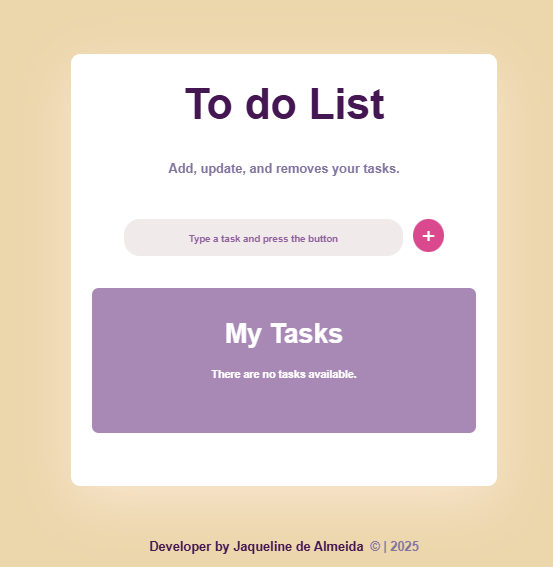 To do List
Add, update, and removes your tasks.
Type a task and press the button +
My Tasks
There are no tasks available.
Developer by Jaqueline de Almeida © | 2025